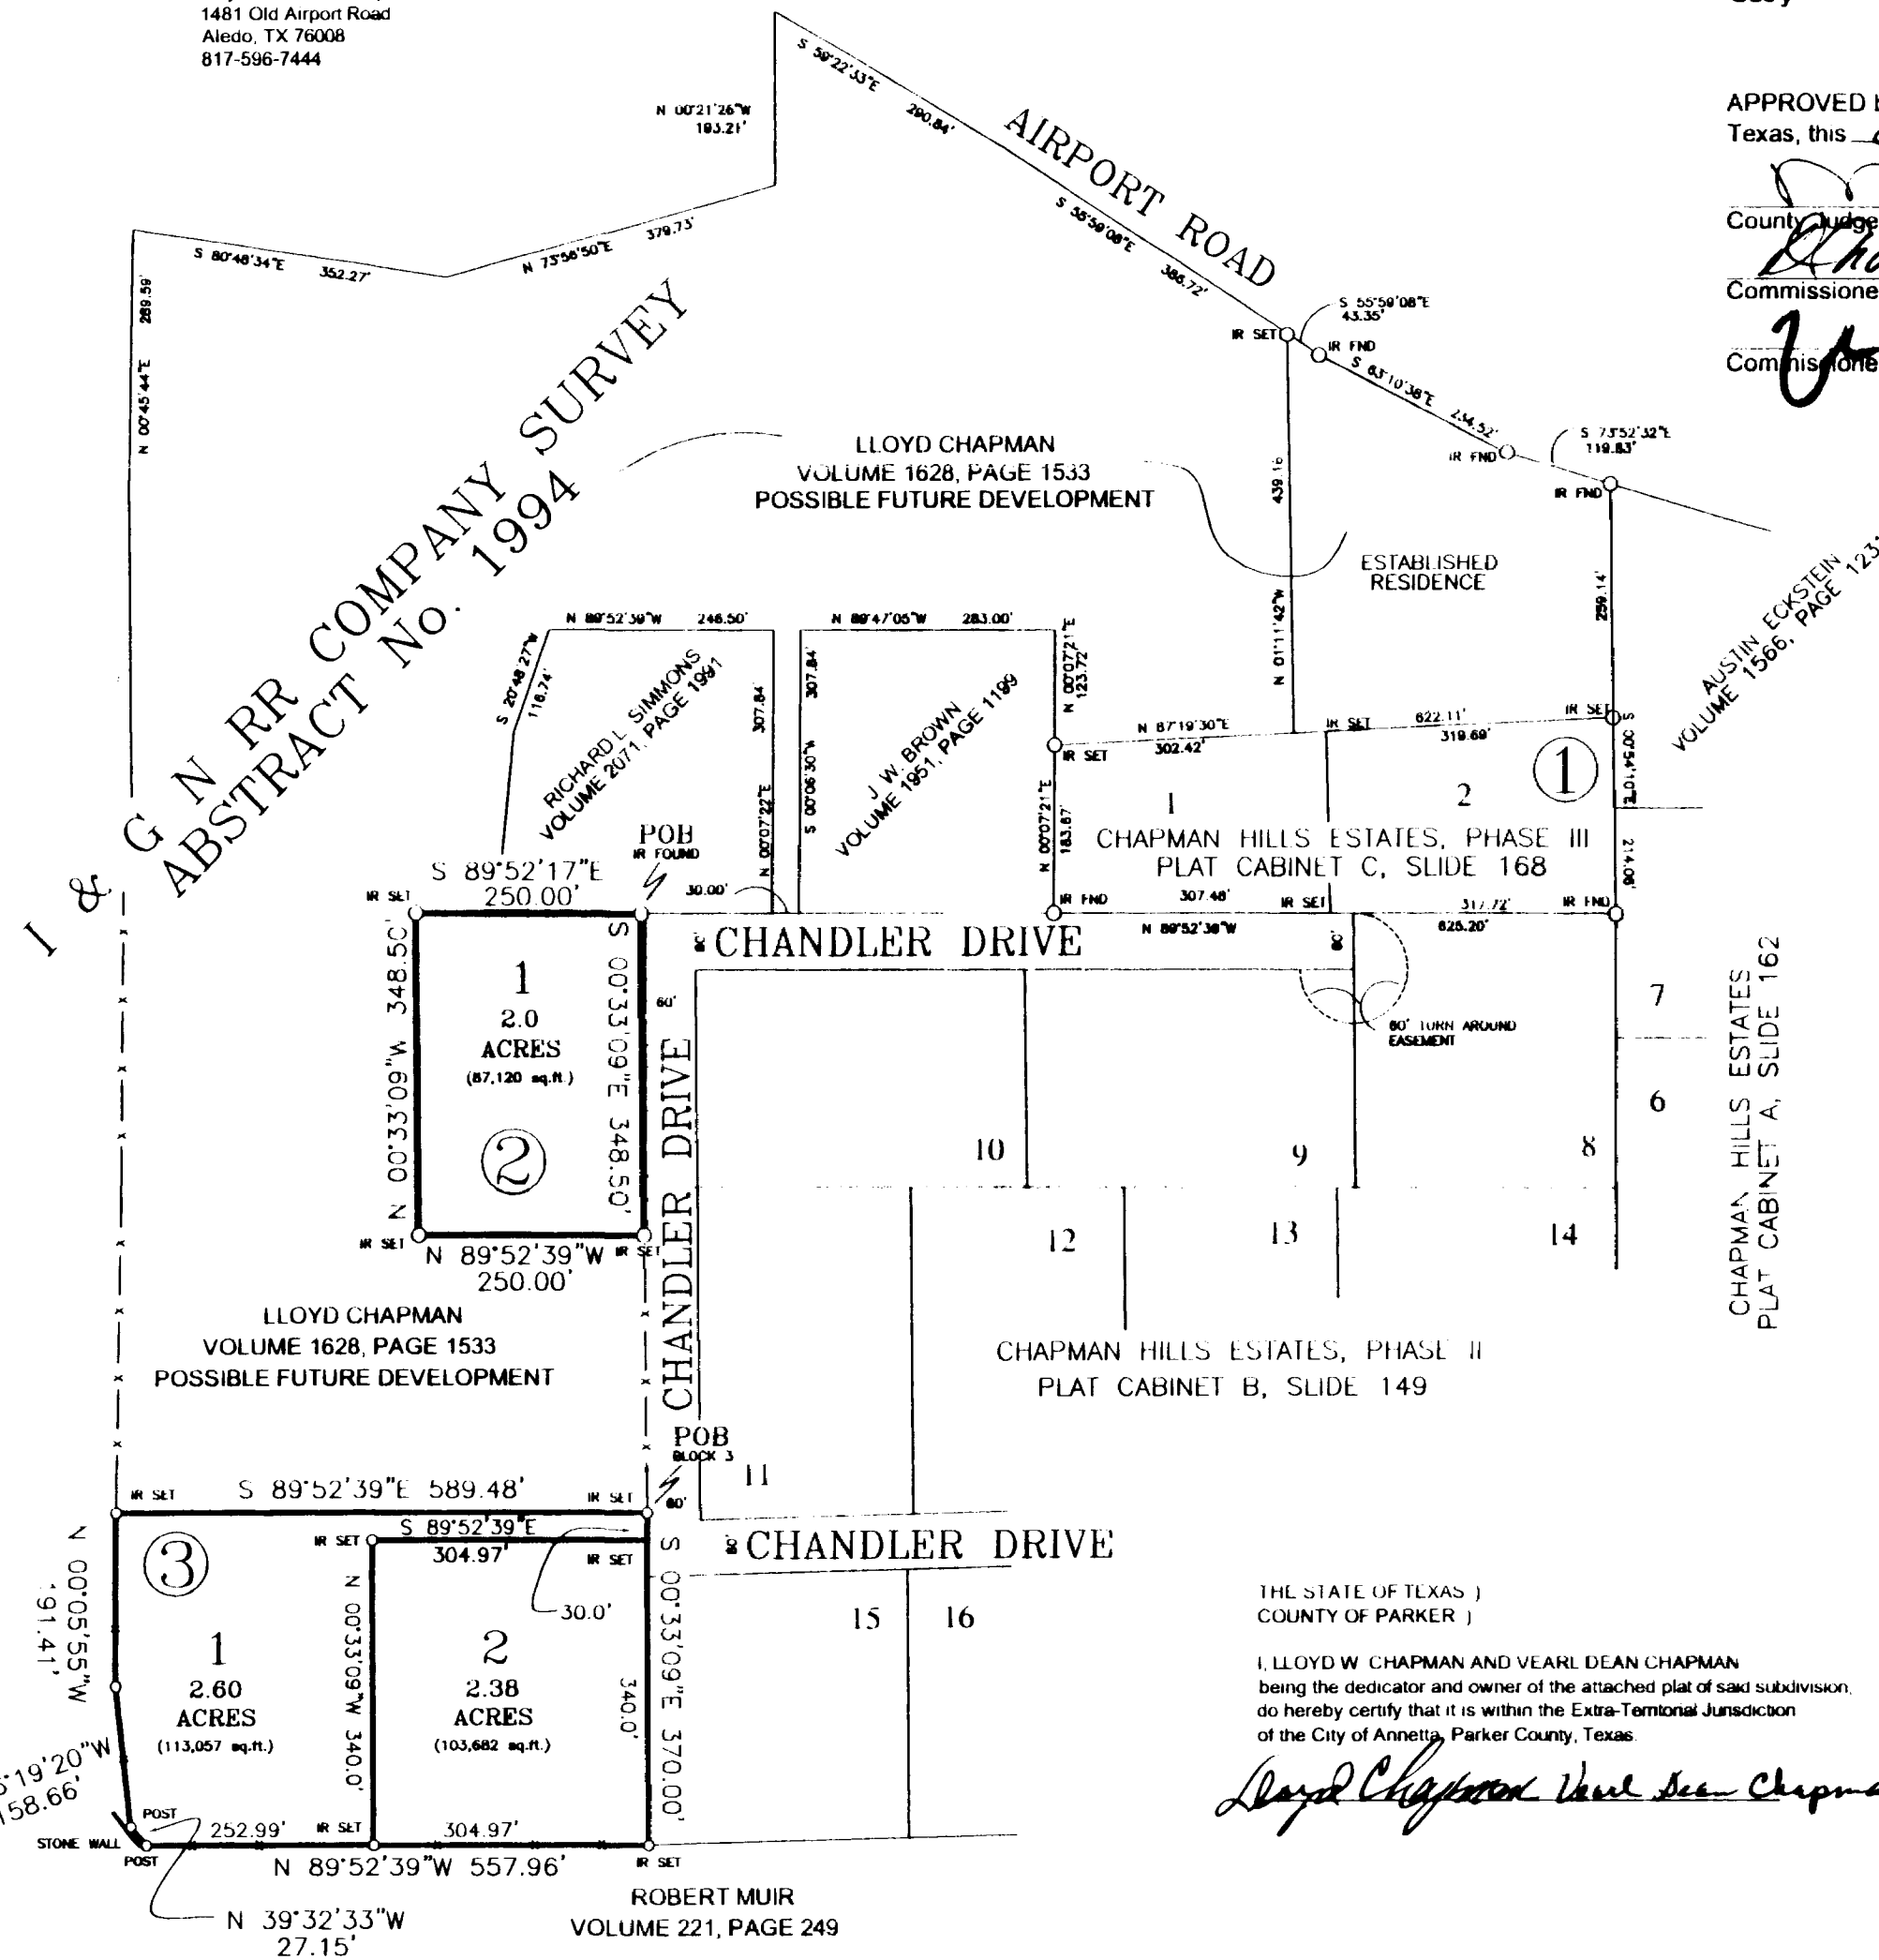 1481 Old Airport Road
Aledo, TX 76008
817-596-7444
APPROVED
Texas, this
County Judge
N 00°21'26"W
193.21'
S 59°22'33"E 290.84'
AIRPORT ROAD
S 55°59'08"E 386.72'
S 80°48'34"E 352.27'
N 73°56'50"E 379.73'
N 00°45'44"E 289.59'
S 55°59'08"E
43.35'
IR SET
IR FND
S 63°10'38"E 234.52'
IR FND
S 73°52'32"E
119.83'
IR FND
I & G N RR COMPANY SURVEY
ABSTRACT No. 1994
LLOYD CHAPMAN
VOLUME 1628, PAGE 1533
POSSIBLE FUTURE DEVELOPMENT
439.16'
N 01°11'42"W
ESTABLISHED
RESIDENCE
259.14'
AUSTIN ECKSTEIN
VOLUME 1566, PAGE
N 89°52'39"W 246.50'
N 89°47'05"W 283.00'
S 20°48'27"W
116.74'
RICHARD L. SIMMONS
VOLUME 2071, PAGE 1991
307.84'
N 00°07'22"E
307.84'
S 00°06'30"W
J. W. BROWN
VOLUME 1951, PAGE 1199
N 00°07'21"E
123.72'
N 87°19'30"E
302.42'
IR SET
IR SET
622.11'
319.69'
IR SET
S 00°54'10"E
214.06'
N 00°07'21"E
183.87'
1
2
1
CHAPMAN HILLS ESTATES, PHASE III
PLAT CABINET C, SLIDE 168
POB
IR FOUND
S 89°52'17"E
250.00'
IR SET
30.00'
IR FND
307.48'
IR SET
317.72'
IR FND
N 89°52'39"W
625.20'
60'
CHANDLER DRIVE
60'
N 00°33'09"W 348.50'
1
2.0
ACRES
(87,120 sq.ft.)
2
S 00°33'09"E 348.50'
60'
CHANDLER DRIVE
60' TURN AROUND
EASEMENT
7
6
CHAPMAN HILLS ESTATES
PLAT CABINET A, SLIDE 162
10
9
8
12
13
14
IR SET
N 89°52'39"W
250.00'
IR SET
LLOYD CHAPMAN
VOLUME 1628, PAGE 1533
POSSIBLE FUTURE DEVELOPMENT
CHAPMAN HILLS ESTATES, PHASE II
PLAT CABINET B, SLIDE 149
POB
BLOCK 3
11
IR SET
S 89°52'39"E 589.48'
IR SET
60'
IR SET
S 89°52'39"E
304.97'
IR SET
60'
CHANDLER DRIVE
3
30.0'
N 00°05'55"W
191.41'
1
2.60
ACRES
(113,057 sq.ft.)
N 00°33'09"W 340.0'
2
2.38
ACRES
(103,682 sq.ft.)
340.0'
S 00°33'09"E 370.00'
15
16
19'20"W
158.66'
STONE WALL
POST
POST
252.99'
IR SET
304.97'
N 89°52'39"W 557.96'
IR SET
N 39°32'33"W
27.15'
ROBERT MUIR
VOLUME 221, PAGE 249
THE STATE OF TEXAS )
COUNTY OF PARKER )
I, LLOYD W. CHAPMAN AND VEARL DEAN CHAPMAN
being the dedicator and owner of the attached plat of said subdivision,
do hereby certify that it is within the Extra-Territorial Jurisdiction
of the City of Annetta, Parker County, Texas.
Lloyd Chapman Vearl Dean